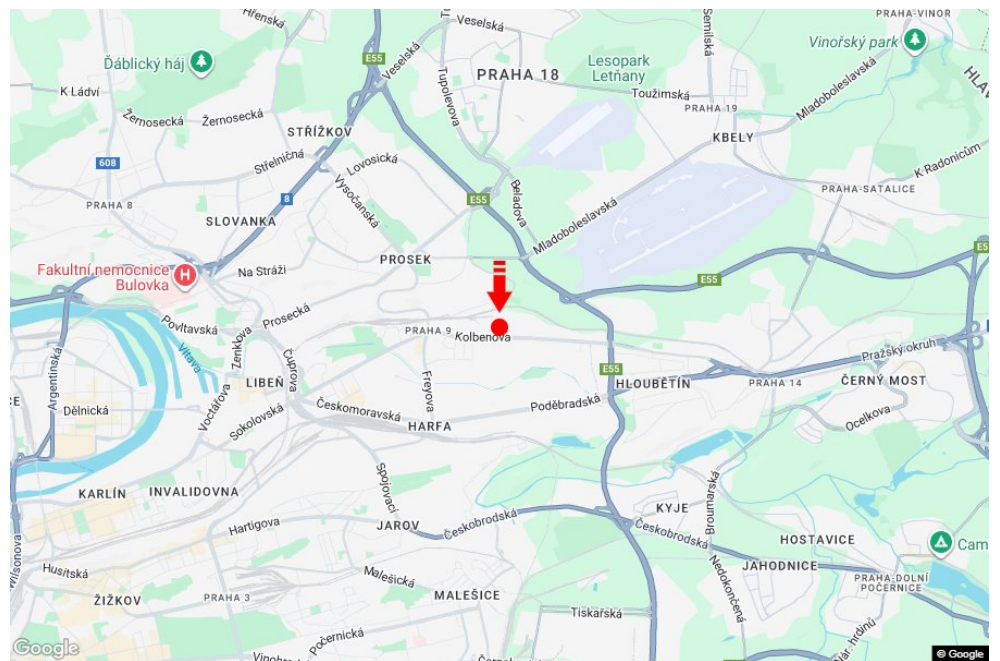 Hřenská
Veselská
PRAHA-VINOR
Ďáblický háj
E55
Veselská
Tupolevova
PRAHA 18
Lesopark
Letňany
Semilská
Vinořský park
K Ládví
Žernosecká
Žernosecká
Toužimská
PRAHA 19
Mladoboleslavská
STŘÍŽKOV
KBELY
608
Střelničná
Lovosická
Vysočanská
K Radonicům
PRAHA 8
8
E55
Beladova
PRAHA-SATALICE
SLOVANKA
Mladoboleslavská
Fakultní nemocnice
Bulovka
Na Stráži
PROSEK
E55
E55
Povltavská
Prosecká
PRAHA 9
Kolbenova
Vltava
Zenklova
Čuprova
Argentinská
Pražský okruh
E55
LIBEŇ
Freyova
HLOUBĚTÍN
PRAHA 14
ČERNÝ MOST
Dělnická
Voctářova
Sokolovská
Českomoravská
HARFA
Poděbradská
Ocelkova
KARLÍN
INVALIDOVNA
Spojovací
JAROV
Českobrodská
KYJE
Broumarská
Hartigova
Českobrodská
HOSTAVICE
Cam
Wilsonova
Husitská
Malešická
JAHODNICE
PRAHA-DOLNÍ
POČERNICE
ŽIŽKOV
PRAHA 3
MALEŠICE
Nedokončená
Tiskařská
Počernická
Nár. hrdinů
Google
© Google